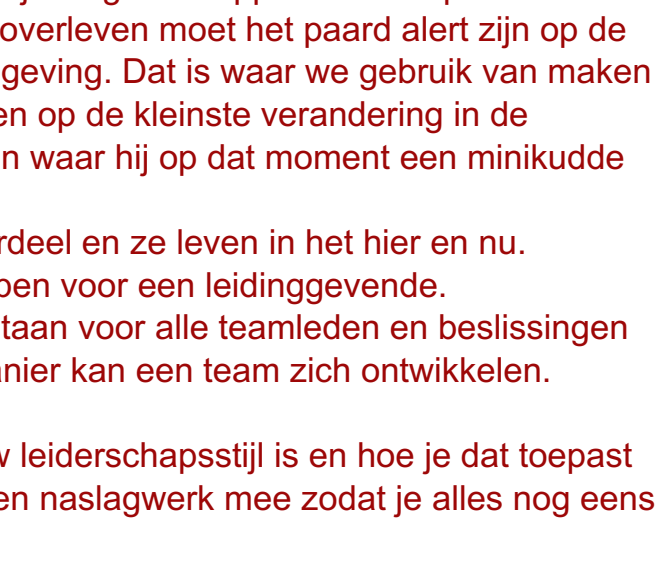 overleven moet het paard alert zijn op de
geving. Dat is waar we gebruik van maken
en op de kleinste verandering in de
n waar hij op dat moment een minikudde
rdeel en ze leven in het hier en nu.
pen voor een leidinggevende.
taan voor alle teamleden en beslissingen
anier kan een team zich ontwikkelen.
w leiderschapsstijl is en hoe je dat toepast
en naslagwerk mee zodat je alles nog eens